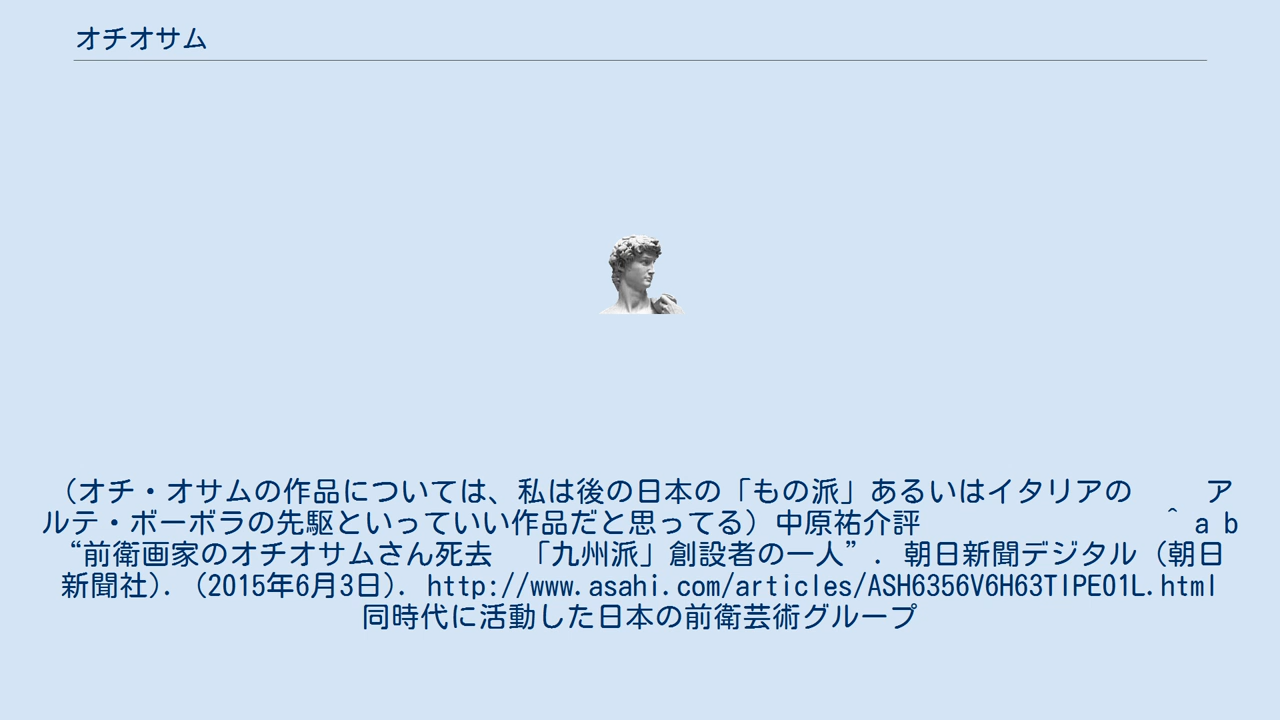 オチオサム
（オチ・オサムの作品については、私は後の日本の「もの派」あるいはイタリアの　　ア
ルテ・ボーボラの先駆といっていい作品だと思ってる）中原祐介評　　　　　　　　^ a b
“前衛画家のオチオサムさん死去　「九州派」創設者の一人”. 朝日新聞デジタル (朝日
新聞社). (2015年6月3日). http://www.asahi.com/articles/ASH6356V6H63TIPE01L.html
同時代に活動した日本の前衛芸術グループ